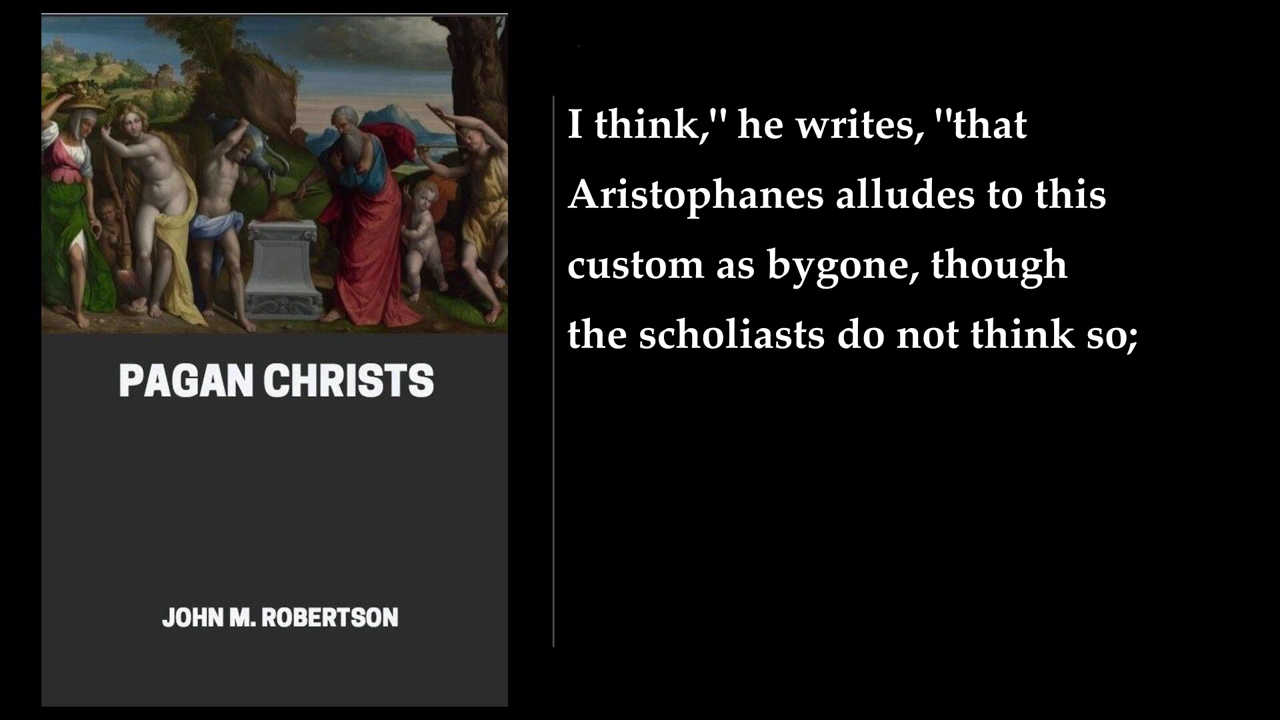 PAGAN CHRISTS
JOHN M. ROBERTSON
I think," he writes, "that
Aristophanes alludes to this
custom as bygone, though
the scholiasts do not think so;